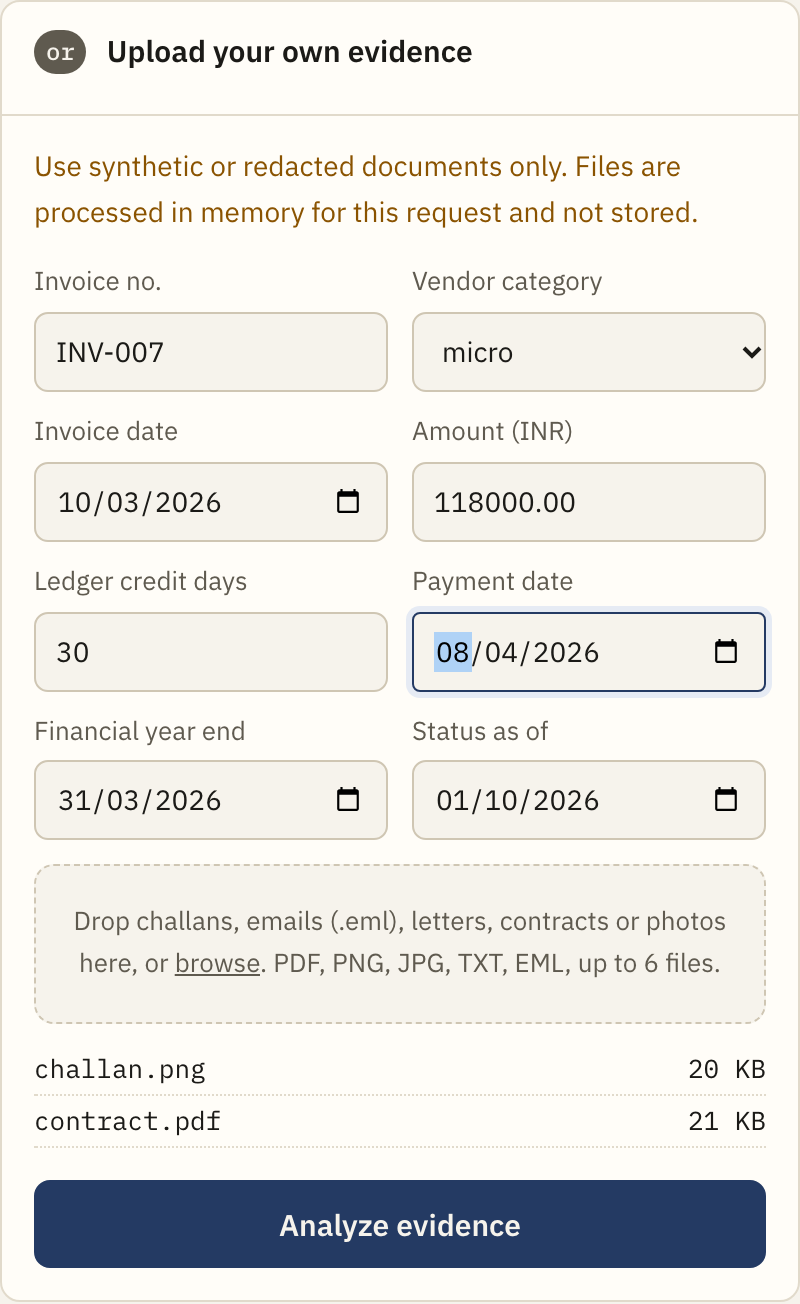 or Upload your own evidence
Use synthetic or redacted documents only. Files are
processed in memory for this request and not stored.
Invoice no. Vendor category
INV-007 micro
Invoice date Amount (INR)
10/03/2026 118000.00
Ledger credit days Payment date
30 08/04/2026
Financial year end Status as of
31/03/2026 01/10/2026
Drop challans, emails (.eml), letters, contracts or photos
here, or browse. PDF, PNG, JPG, TXT, EML, up to 6 files.
challan.png 20 KB
contract.pdf 21 KB
Analyze evidence